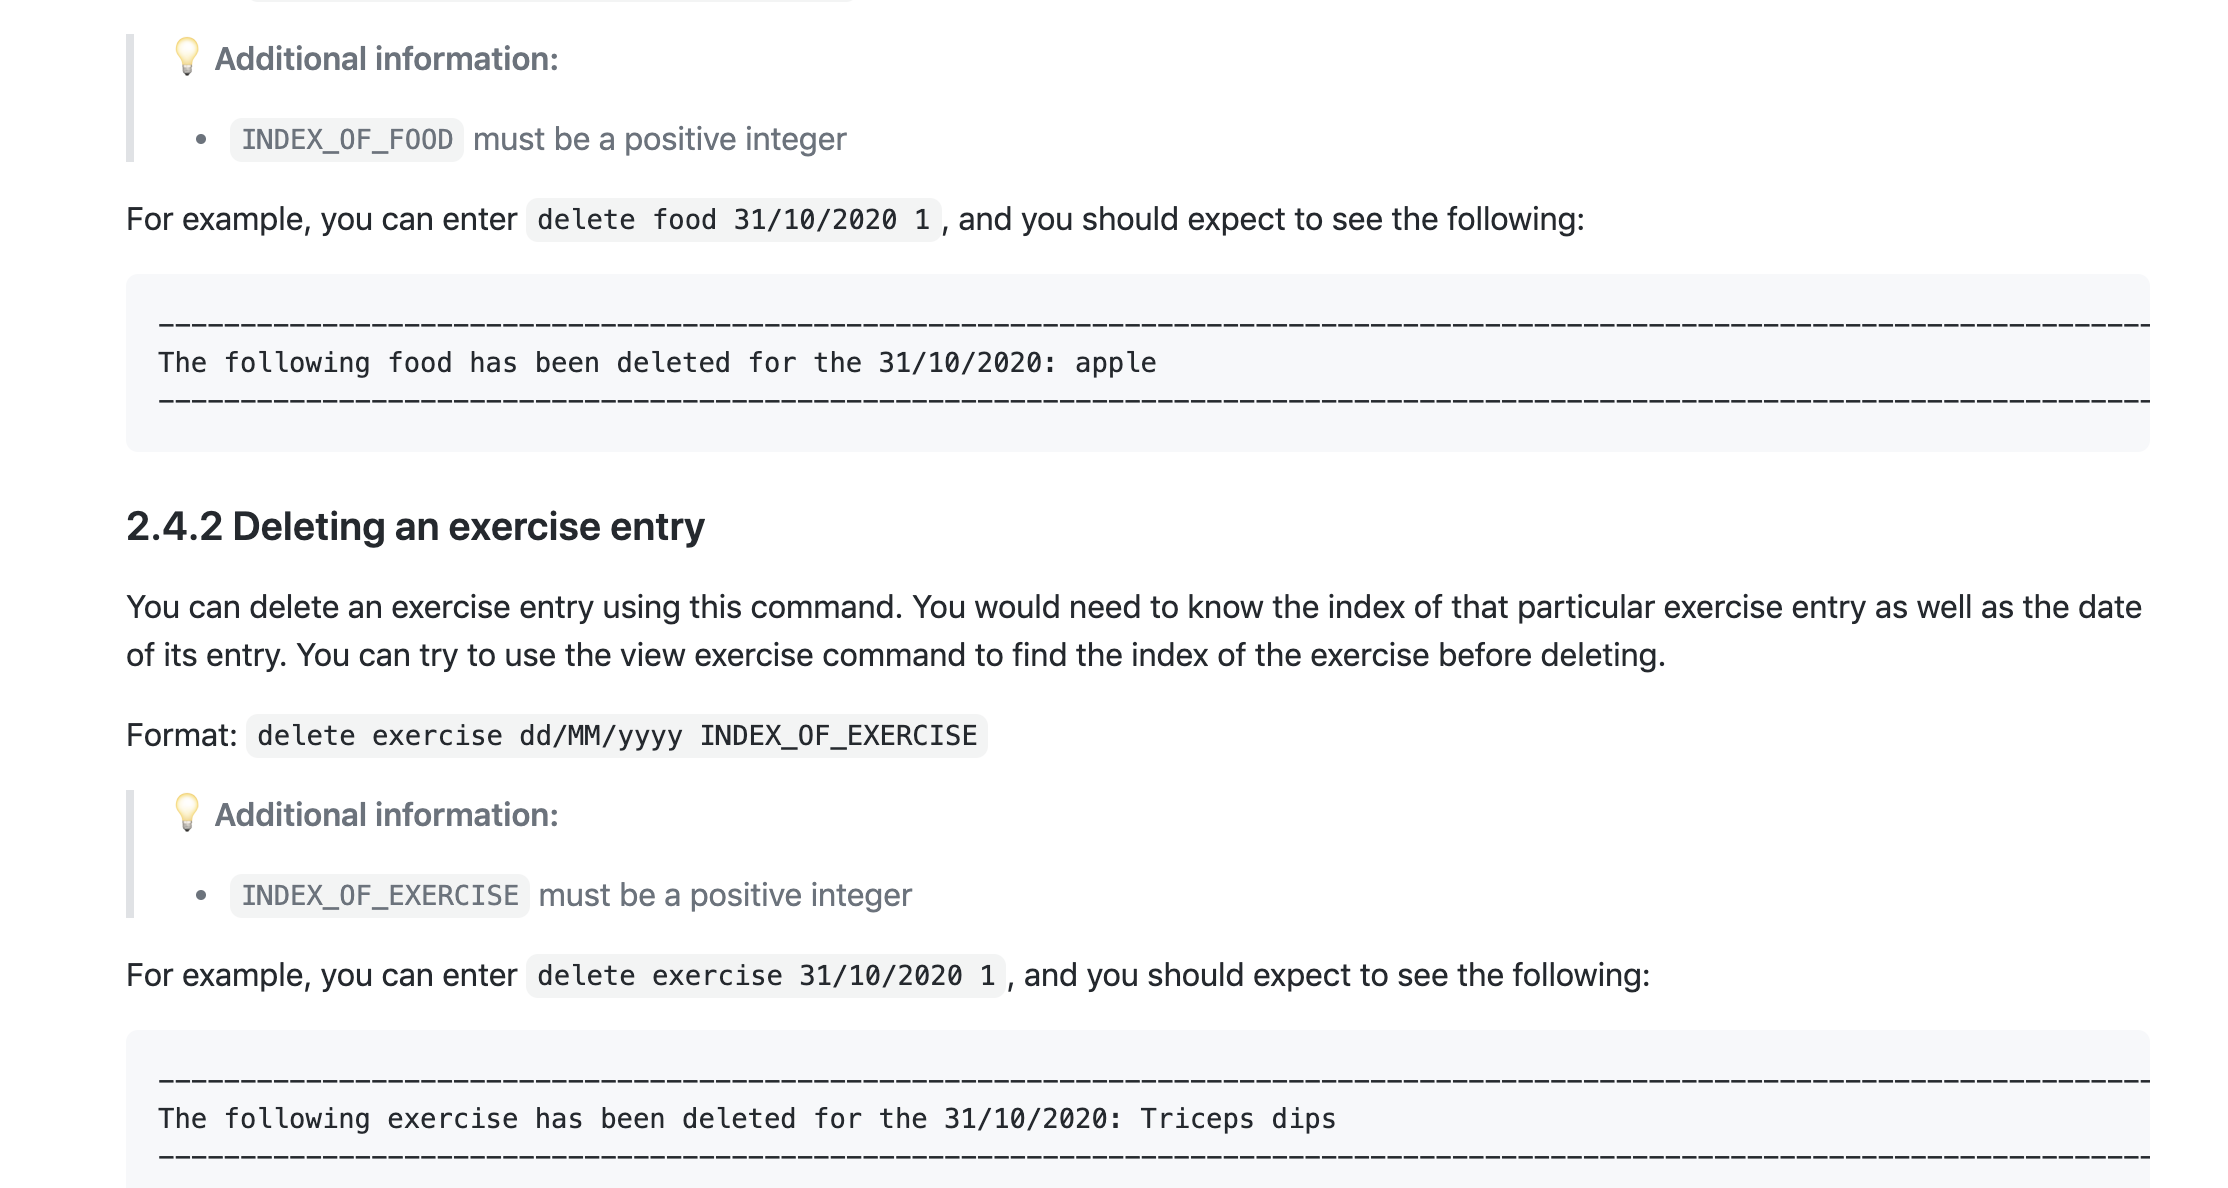 💡 Additional information:
• INDEX_OF_FOOD must be a positive integer
For example, you can enter delete food 31/10/2020 1, and you should expect to see the following:
The following food has been deleted for the 31/10/2020: apple
2.4.2 Deleting an exercise entry
You can delete an exercise entry using this command. You would need to know the index of that particular exercise entry as well as the date
of its entry. You can try to use the view exercise command to find the index of the exercise before deleting.
Format: delete exercise dd/MM/yyyy INDEX_OF_EXERCISE
💡 Additional information:
• INDEX_OF_EXERCISE must be a positive integer
For example, you can enter delete exercise 31/10/2020 1, and you should expect to see the following:
The following exercise has been deleted for the 31/10/2020: Triceps dips